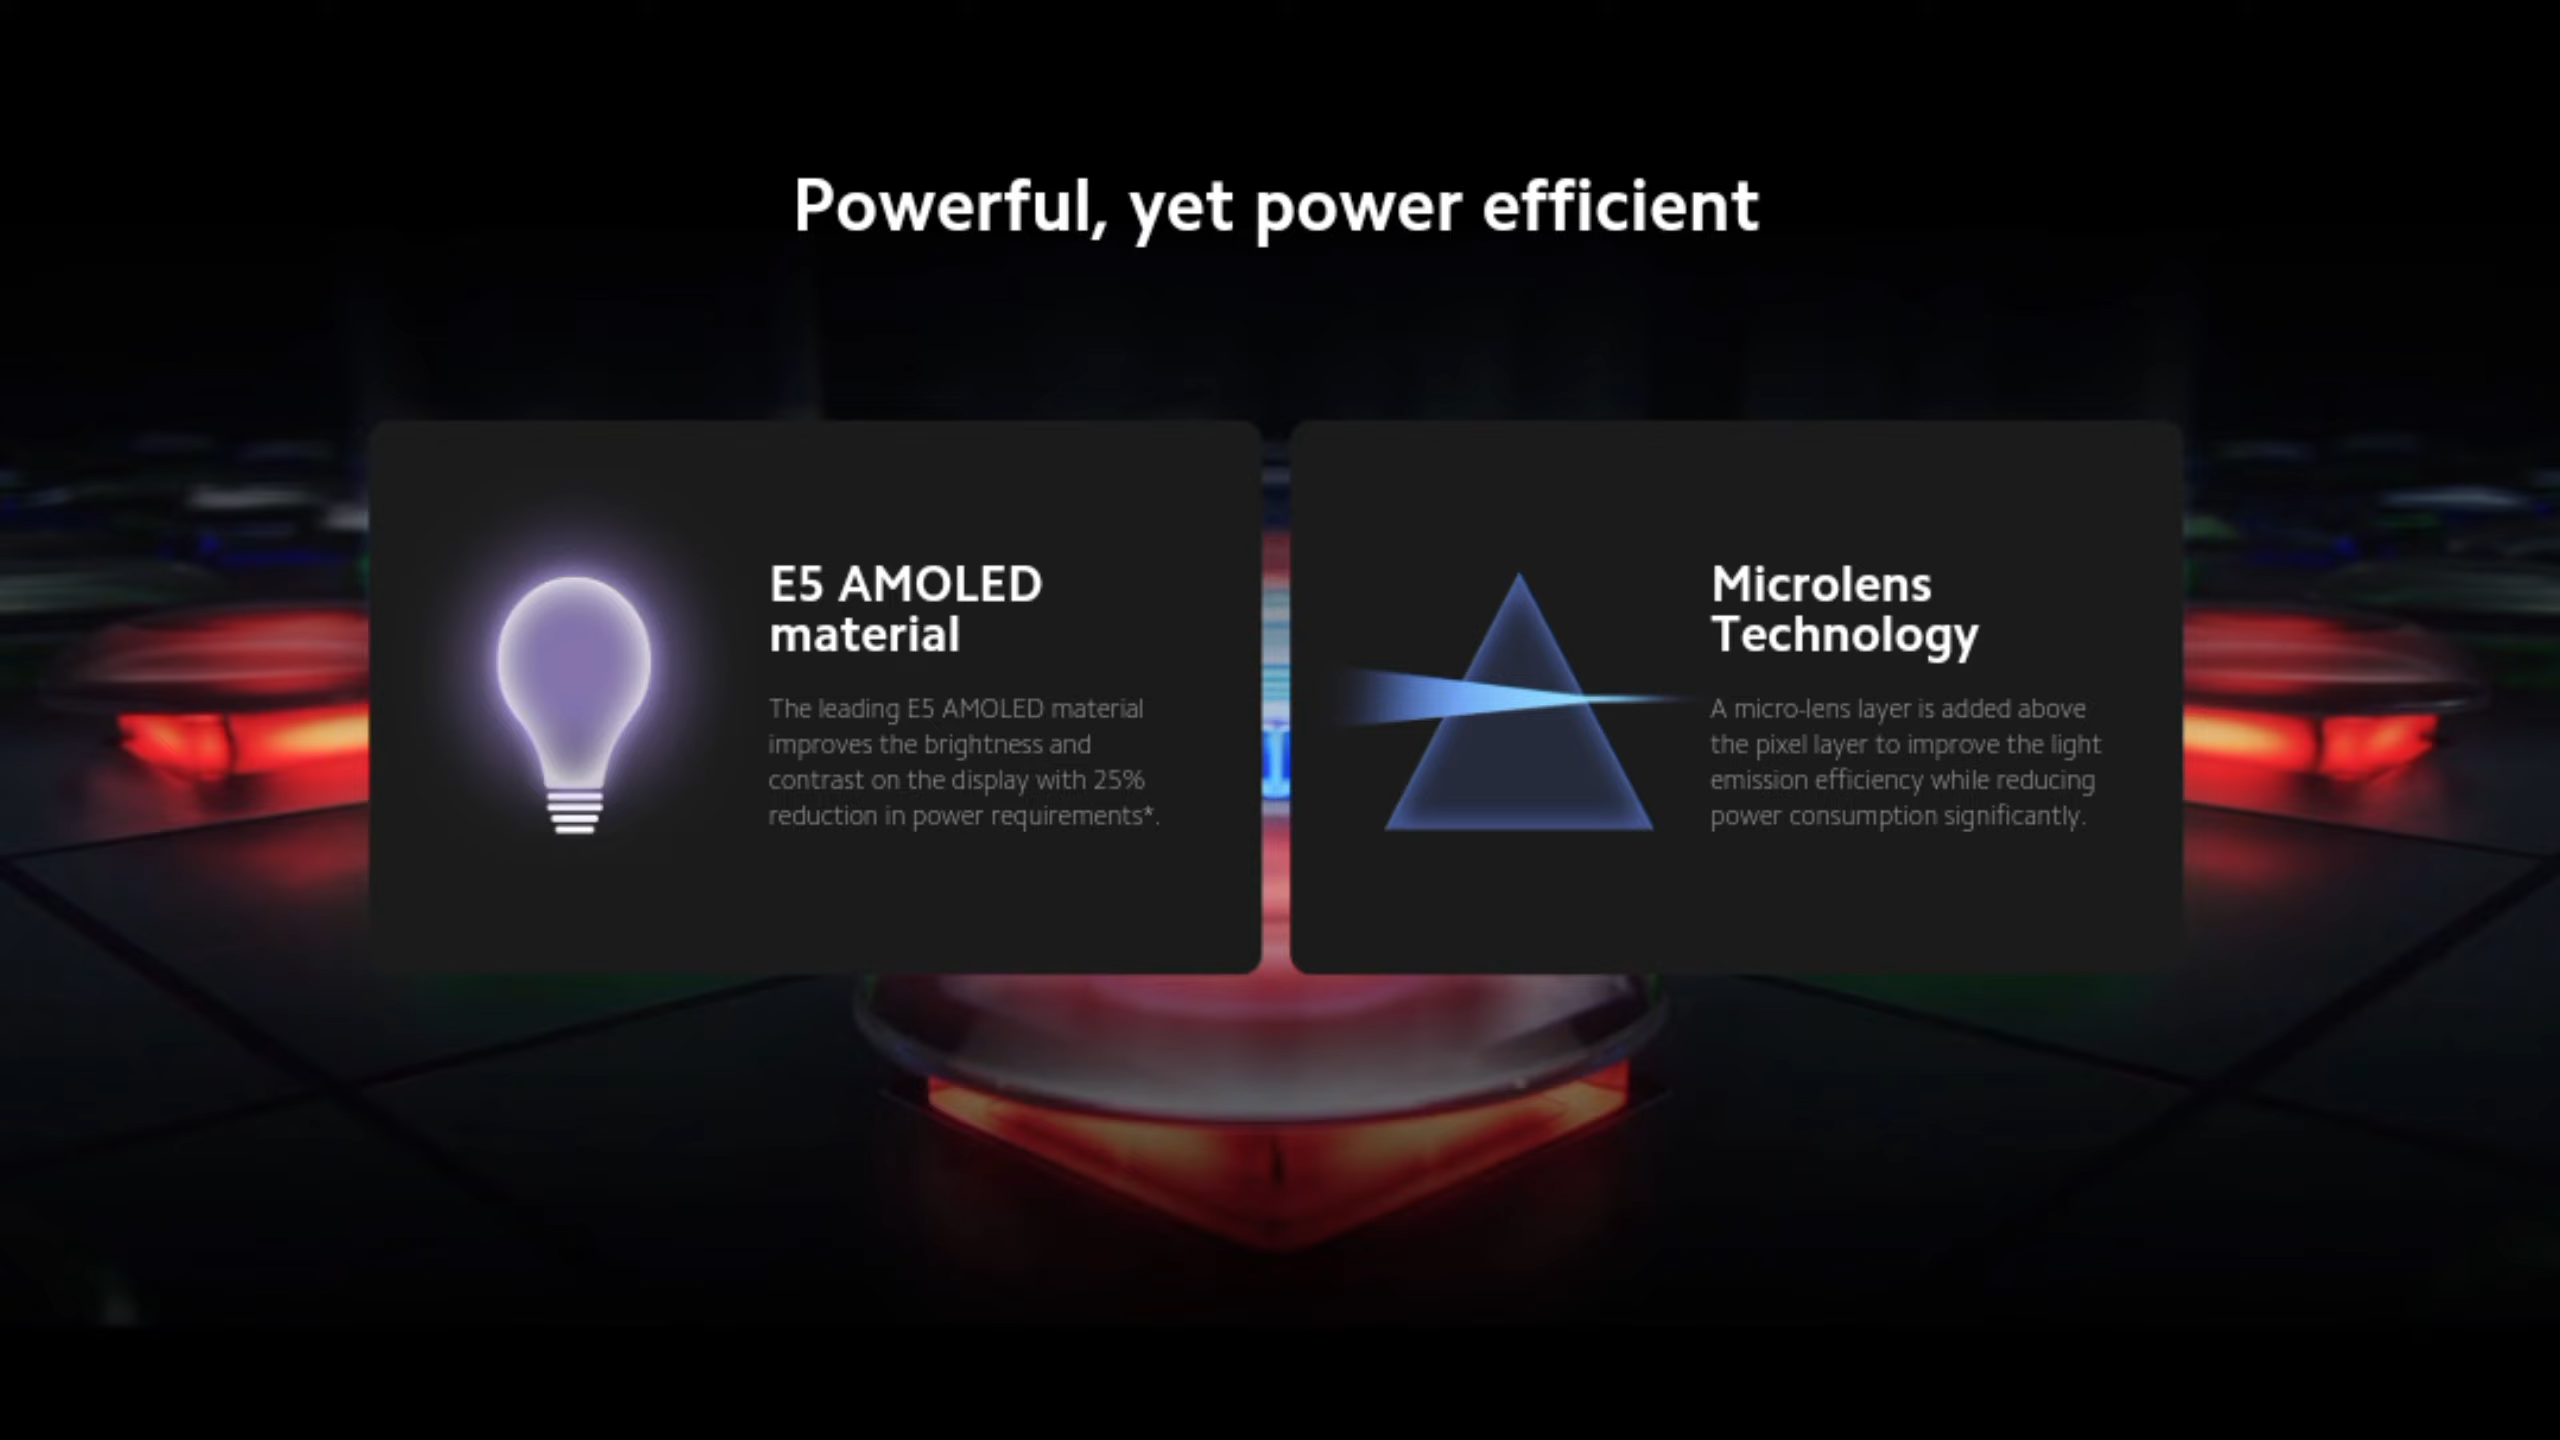 Powerful, yet power efficient
E5 AMOLED
material
The leading E5 AMOLED material
improves the brightness and
contrast on the display with 25%
reduction in power requirements*.
Microlens
Technology
A micro-lens layer is added above
the pixel layer to improve the light
emission efficiency while reducing
power consumption significantly.